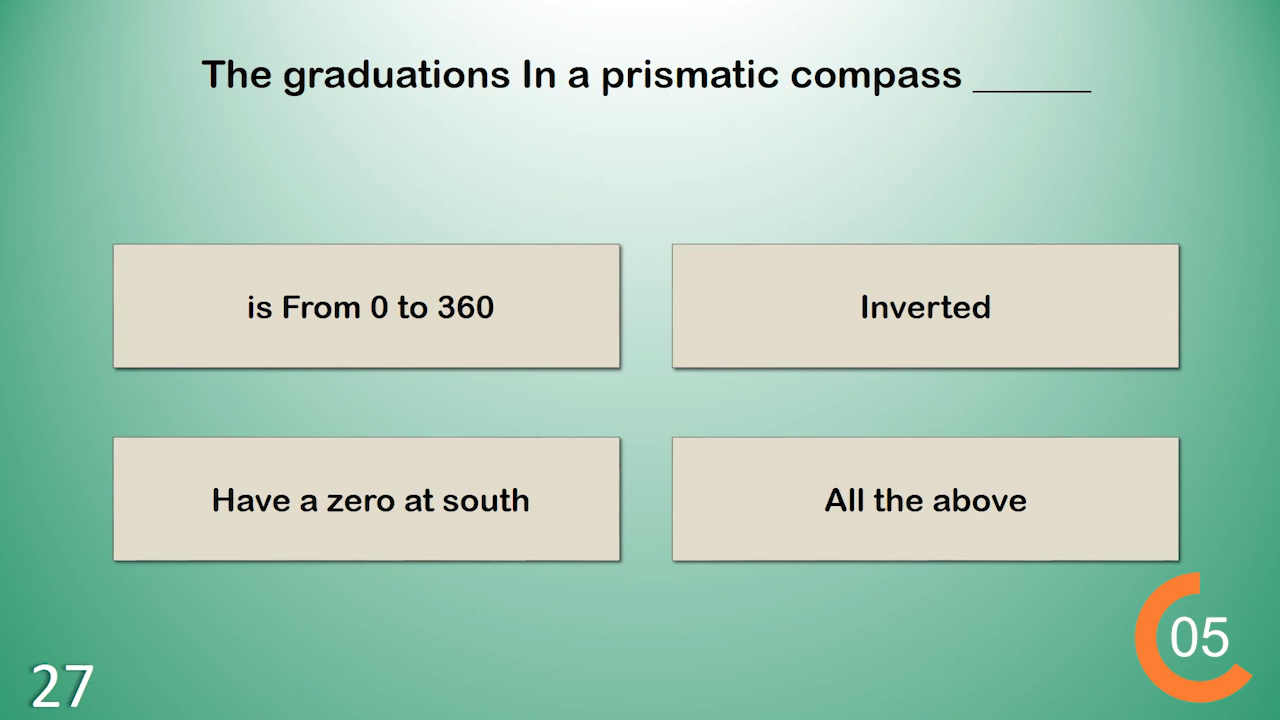 The graduations In a prismatic compass ______
is From 0 to 360
Inverted
Have a zero at south
All the above
05
27